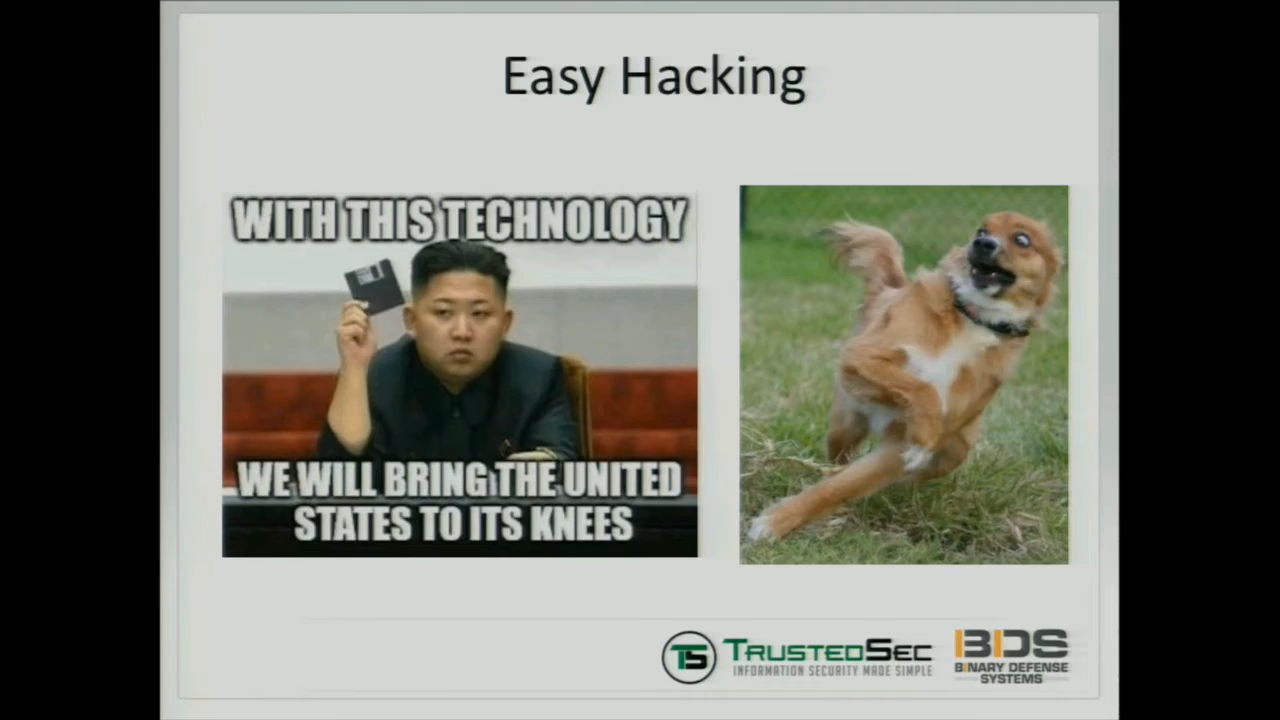 Easy Hacking
WITH THIS TECHNOLOGY
WE WILL BRING THE UNITED
STATES TO ITS KNEES
TS
TRUSTEDSEC
INFORMATION SECURITY MADE SIMPLE
BDS
BINARY DEFENSE
SYSTEMS